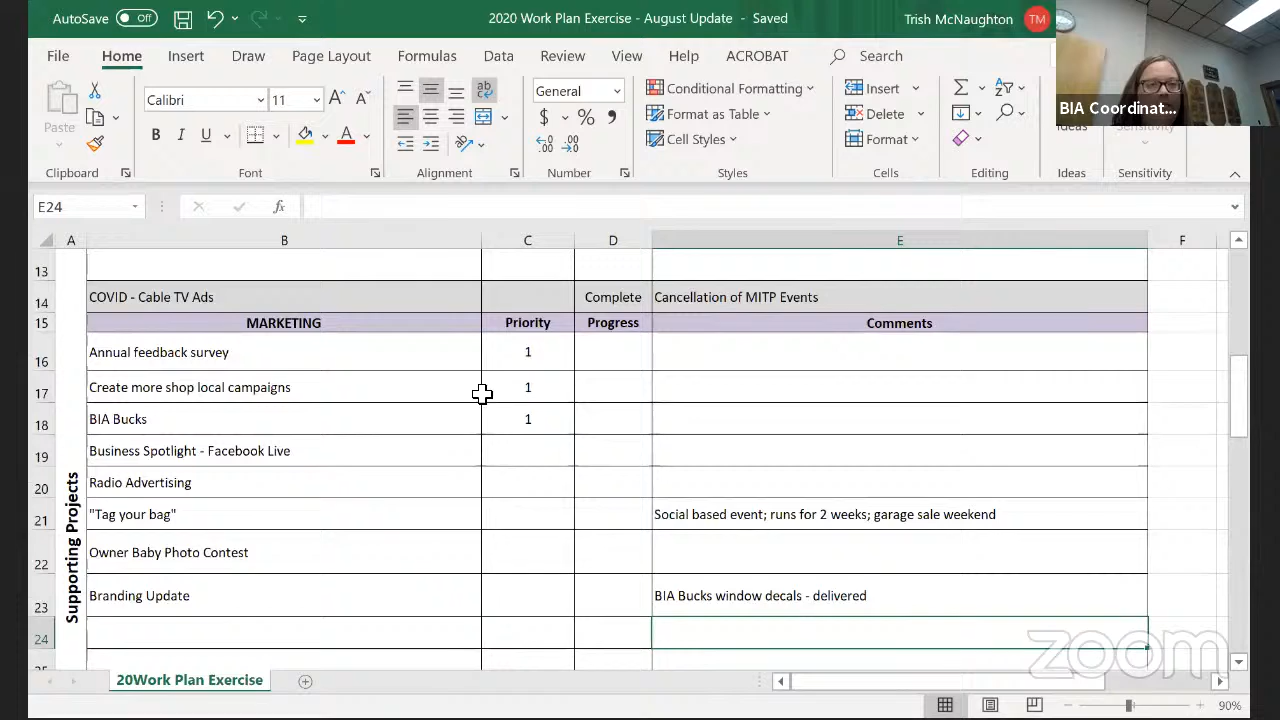 AutoSave Off 2020 Work Plan Exercise - August Update - Saved Trish McNaughton TM
File Home Insert Draw Page Layout Formulas Data Review View Help ACROBAT Search
Paste
Calibri 11
B I U
A A
General
$ % 9
Conditional Formatting
Format as Table
Cell Styles
Insert
Delete
Format
Ideas
Sensitivity
BIA Coordinat...
Clipboard Font Alignment Number Styles Cells Editing Ideas Sensitivity
E24 fx
A B C D E F
13
14 COVID - Cable TV Ads Complete Cancellation of MITP Events
15 MARKETING Priority Progress Comments
16 Annual feedback survey 1
17 Create more shop local campaigns 1
18 BIA Bucks 1
19 Business Spotlight - Facebook Live
20 Radio Advertising
21 "Tag your bag" Social based event; runs for 2 weeks; garage sale weekend
22 Owner Baby Photo Contest
23 Branding Update BIA Bucks window decals - delivered
24
Supporting Projects
zoom
20Work Plan Exercise
90%